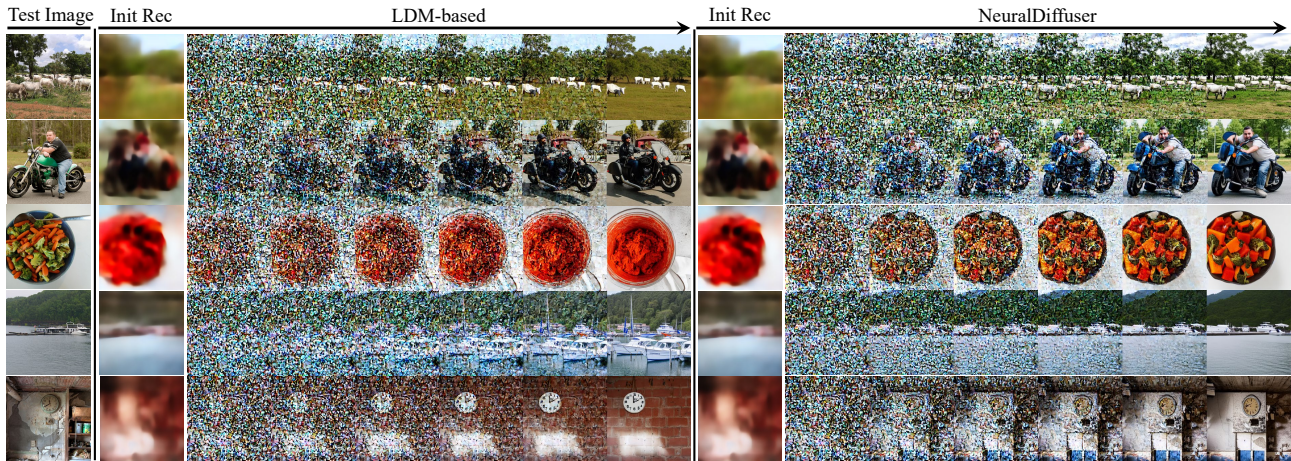 Test Image
Init Rec
LDM-based
Init Rec
NeuralDiffuser